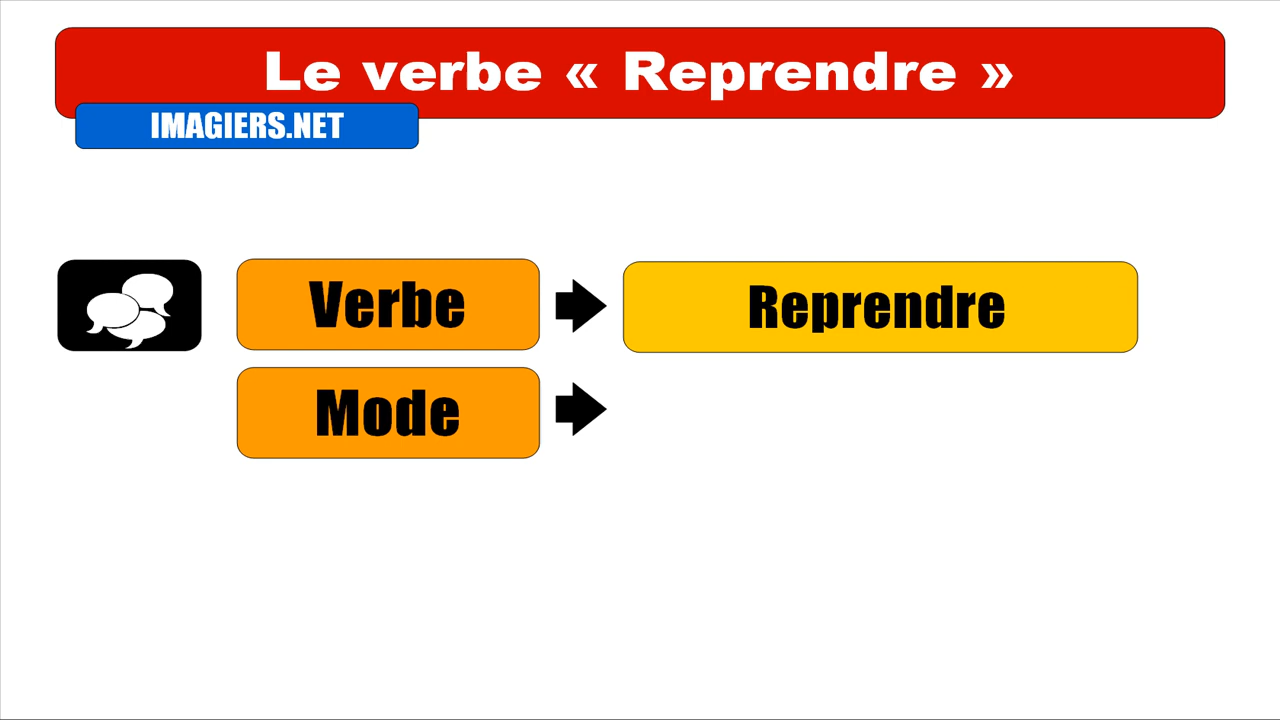 Le verbe « Reprendre »
IMAGIERS.NET
Verbe
Reprendre
Mode